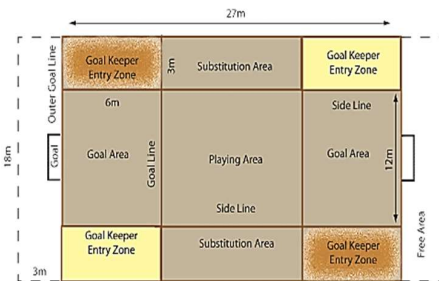 27m
Outer Goal Line
Goal Keeper
Entry Zone
3m
Substitution Area
Goal Keeper
Entry Zone
6m
Side Line
18m
Goal
Goal Area
Goal Line
Playing Area
Goal Area
12m
Side Line
Free Area
Goal Keeper
Entry Zone
Substitution Area
Goal Keeper
Entry Zone
3m